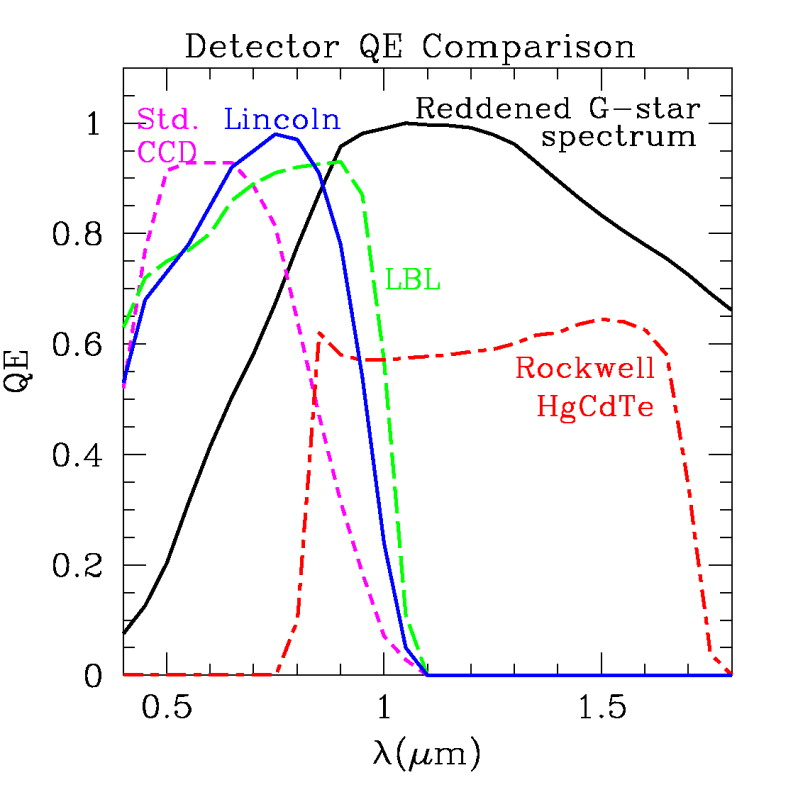 Detector QE Comparison
Std.
CCD
Lincoln
Reddened G-star
spectrum
LBL
Rockwell
HgCdTe
QE
1
0.8
0.6
0.4
0.2
0
0.5
1
1.5
λ(μm)